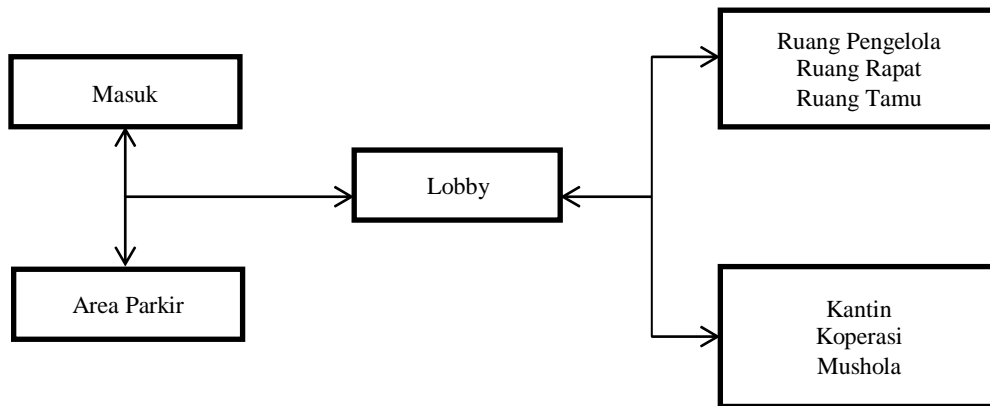 Masuk
Area Parkir
Lobby
Ruang Pengelola
Ruang Rapat
Ruang Tamu
Kantin
Koperasi
Mushola